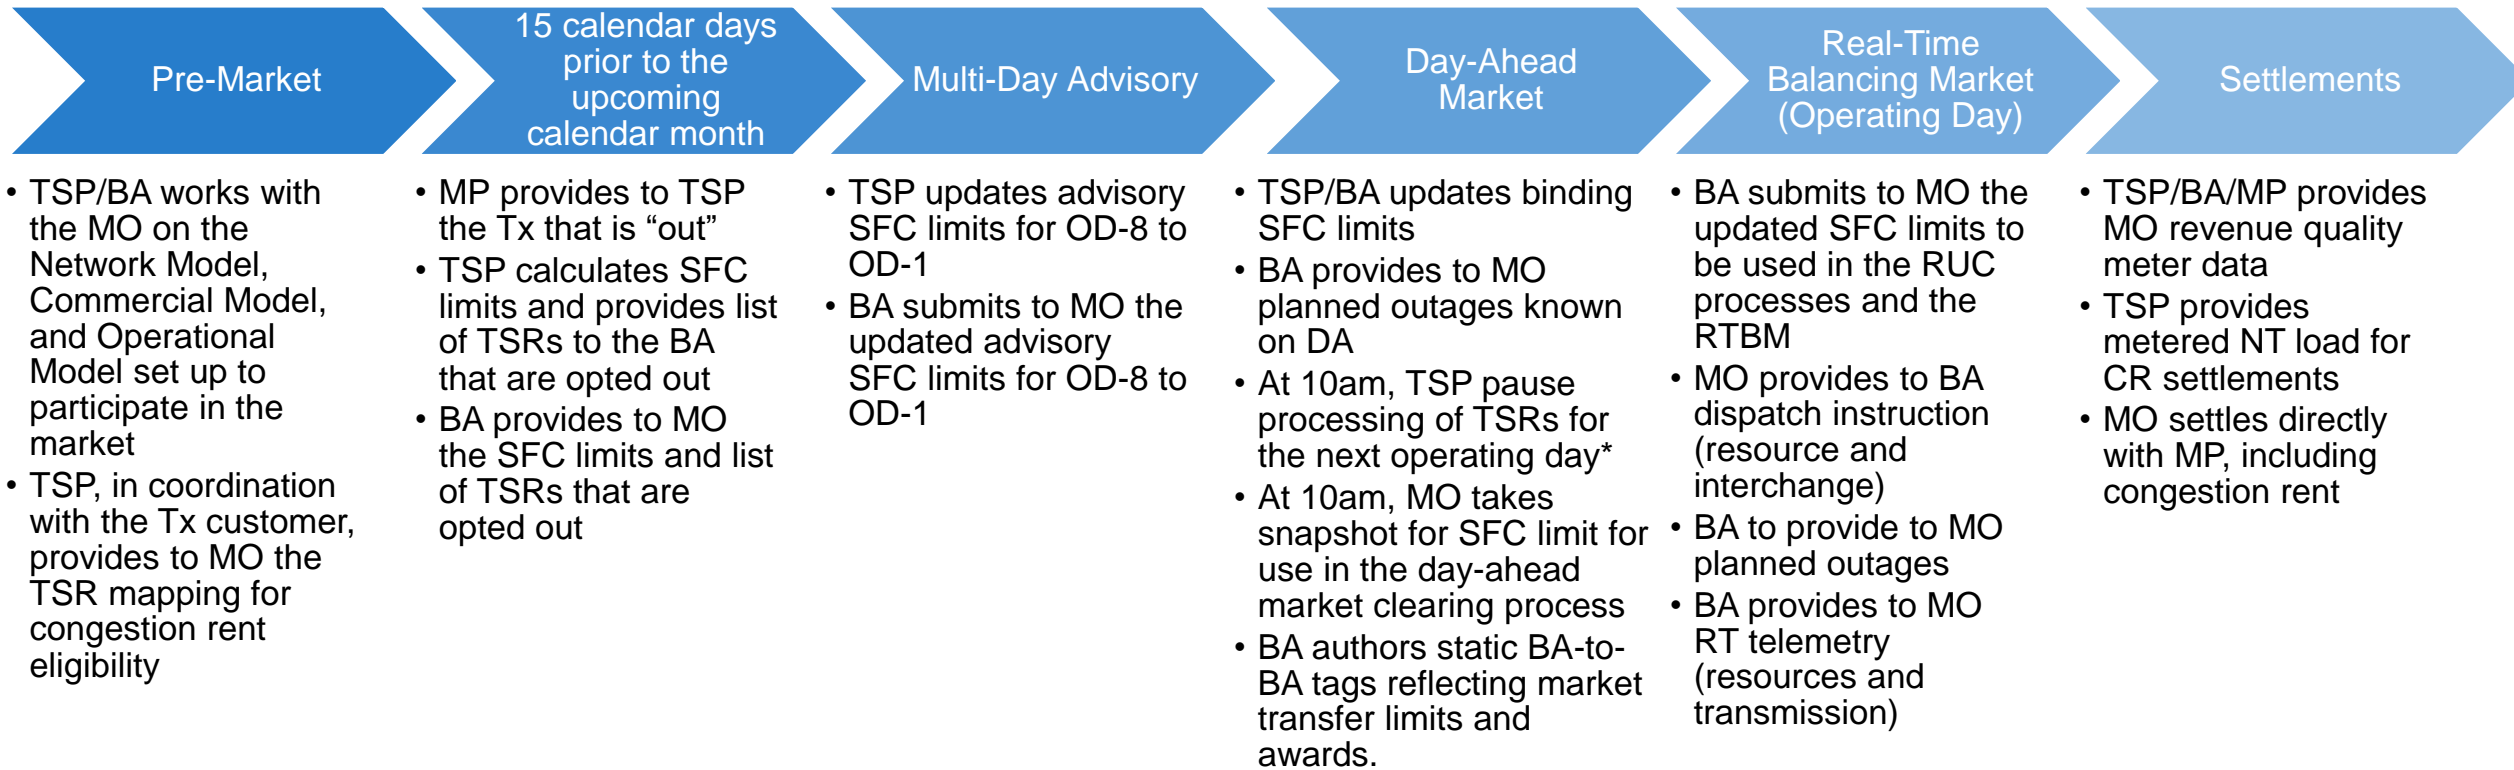 Pre-Market
15 calendar days
prior to the
upcoming
calendar month
Multi-Day Advisory
Day-Ahead
Market
Real-Time
Balancing Market
(Operating Day)
Settlements
• TSP/BA works with
the MO on the
Network Model,
Commercial Model,
and Operational
Model set up to
participate in the
market
• TSP, in coordination
with the Tx customer,
provides to MO the
TSR mapping for
congestion rent
eligibility
• MP provides to TSP
the Tx that is “out”
• TSP calculates SFC
limits and provides list
of TSRs to the BA
that are opted out
• BA provides to MO
the SFC limits and list
of TSRs that are
opted out
• TSP updates advisory
SFC limits for OD-8 to
OD-1
• BA submits to MO the
updated advisory
SFC limits for OD-8 to
OD-1
• TSP/BA updates binding
SFC limits
• BA provides to MO
planned outages known
on DA
• At 10am, TSP pause
processing of TSRs for
the next operating day*
• At 10am, MO takes
snapshot for SFC limit for
use in the day-ahead
market clearing process
• BA authors static BA-to-
BA tags reflecting market
transfer limits and
awards.
• BA submits to MO the
updated SFC limits to
be used in the RUC
processes and the
RTBM
• MO provides to BA
dispatch instruction
(resource and
interchange)
• BA to provide to MO
planned outages
• BA provides to MO
RT telemetry
(resources and
transmission)
• TSP/BA/MP provides
MO revenue quality
meter data
• TSP provides
metered NT load for
CR settlements
• MO settles directly
with MP, including
congestion rent